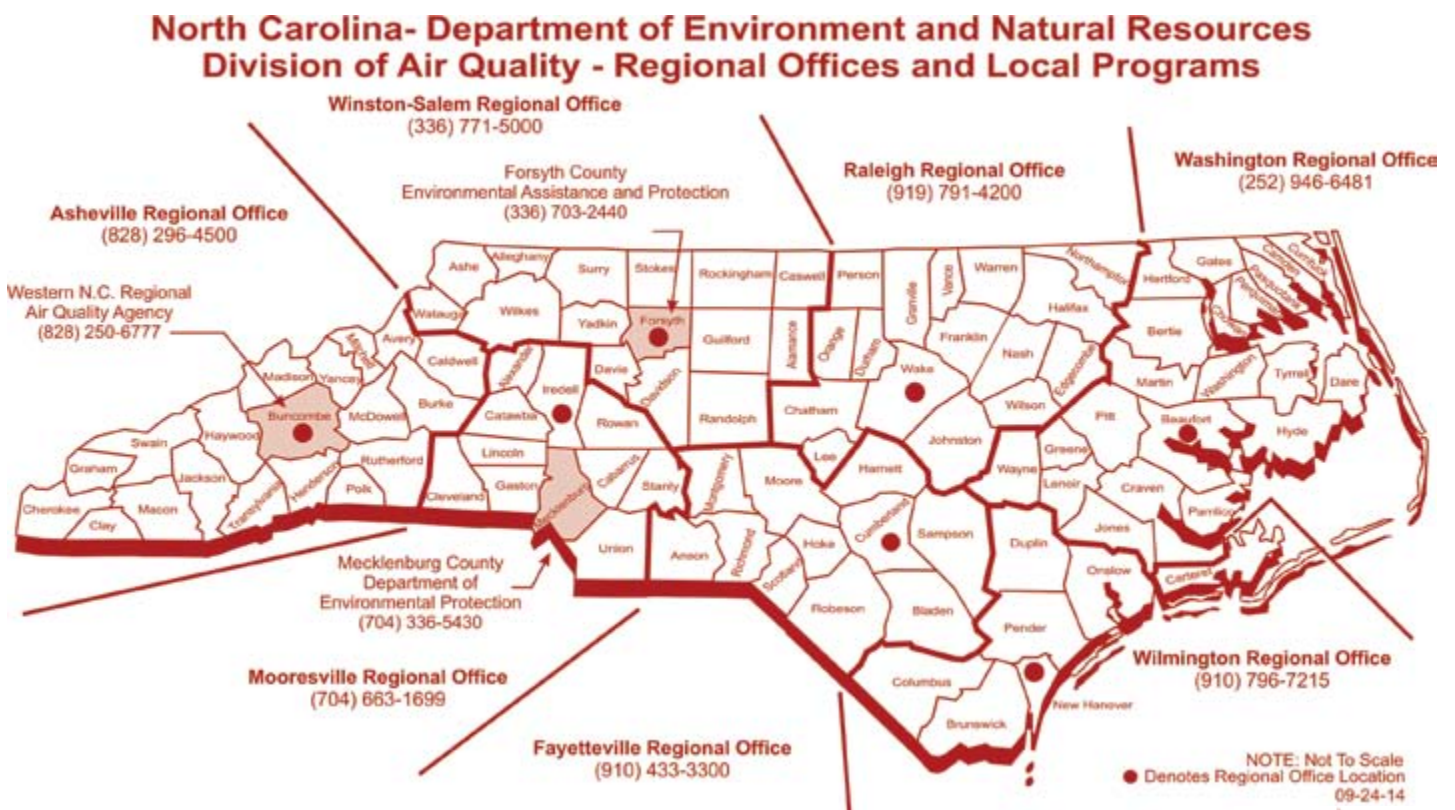 North Carolina- Department of Environment and Natural Resources
Division of Air Quality - Regional Offices and Local Programs
Winston-Salem Regional Office
(336) 771-5000
Forsyth County
Environmental Assistance and Protection
(336) 703-2440
Raleigh Regional Office
(919) 791-4200
Washington Regional Office
(252) 946-6481
Asheville Regional Office
(828) 296-4500
Western N.C. Regional
Air Quality Agency
(828) 250-6777
Ashe
Alleghany
Surry
Stokes
Rockingham
Caswell
Person
Granville
Vance
Warren
Northampton
Hertford
Gates
Camden
Currituck
Pasquotank
Perquimans
Chowan
Watauga
Wilkes
Yadkin
Forsyth
Guilford
Alamance
Orange
Durham
Franklin
Halifax
Bertie
Avery
Mitchell
Caldwell
Alexander
Iredell
Davie
Davidson
Wake
Nash
Edgecombe
Martin
Washington
Tyrrell
Dare
Madison
Yancey
Burke
Catawba
Rowan
Randolph
Chatham
Wilson
Pitt
Beaufort
Hyde
Buncombe
McDowell
Haywood
Swain
Graham
Jackson
Rutherford
Lincoln
Lee
Harnett
Johnston
Wayne
Greene
Lenoir
Craven
Pamlico
Cherokee
Clay
Macon
Transylvania
Henderson
Polk
Cleveland
Gaston
Mecklenburg
Cabarrus
Stanly
Montgomery
Moore
Cumberland
Sampson
Duplin
Jones
Onslow
Carteret
Union
Anson
Richmond
Scotland
Hoke
Robeson
Bladen
Pender
Columbus
Brunswick
New Hanover
Mecklenburg County
Department of
Environmental Protection
(704) 336-5430
Mooresville Regional Office
(704) 663-1699
Fayetteville Regional Office
(910) 433-3300
Wilmington Regional Office
(910) 796-7215
NOTE: Not To Scale
Denotes Regional Office Location
09-24-14